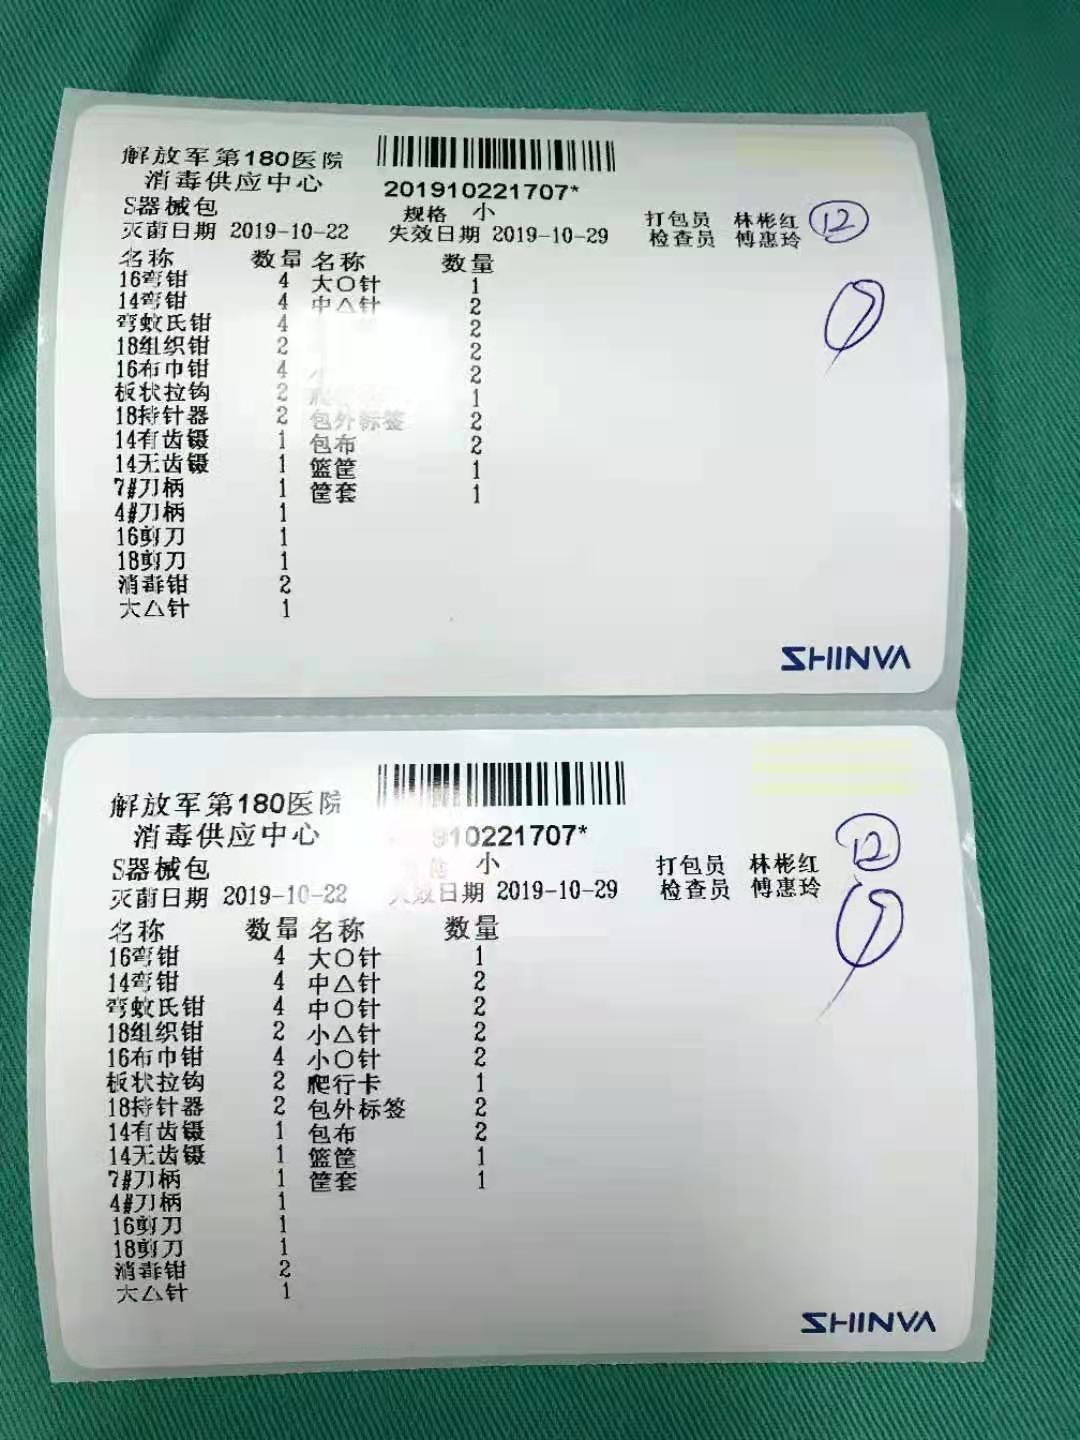 解放军第180医院
消毒供应中心
201910221707*
S器械包 规格 小 打包员 林彬红 12
灭菌日期 2019-10-22 失效日期 2019-10-29 检查员 傅惠玲
名称 数量 名称 数量
16弯钳 4 大○针 1
14弯钳 4 中△针 2
弯蚊氏钳 4 2
18组织钳 2 2
16布巾钳 4 小 2
板状拉钩 2 1
18持针器 2 包外标签 2
14有齿镊 1 包布 2
14无齿镊 1 篮筐 1
7#刀柄 1 筐套 1
4#刀柄 1
16剪刀 1
18剪刀 1
消毒钳 2
大△针 1
SHINVA
解放军第180医院
消毒供应中心
910221707*
S器械包 小 打包员 林彬红 12
灭菌日期 2019-10-22 失效日期 2019-10-29 检查员 傅惠玲
名称 数量 名称 数量
16弯钳 4 大○针 1
14弯钳 4 中△针 2
弯蚊氏钳 4 中○针 2
18组织钳 2 小△针 2
16布巾钳 4 小○针 2
板状拉钩 2 爬行卡 1
18持针器 2 包外标签 2
14有齿镊 1 包布 2
14无齿镊 1 篮筐 1
7#刀柄 1 筐套 1
4#刀柄 1
16剪刀 1
18剪刀 1
消毒钳 2
大△针 1
SHINVA